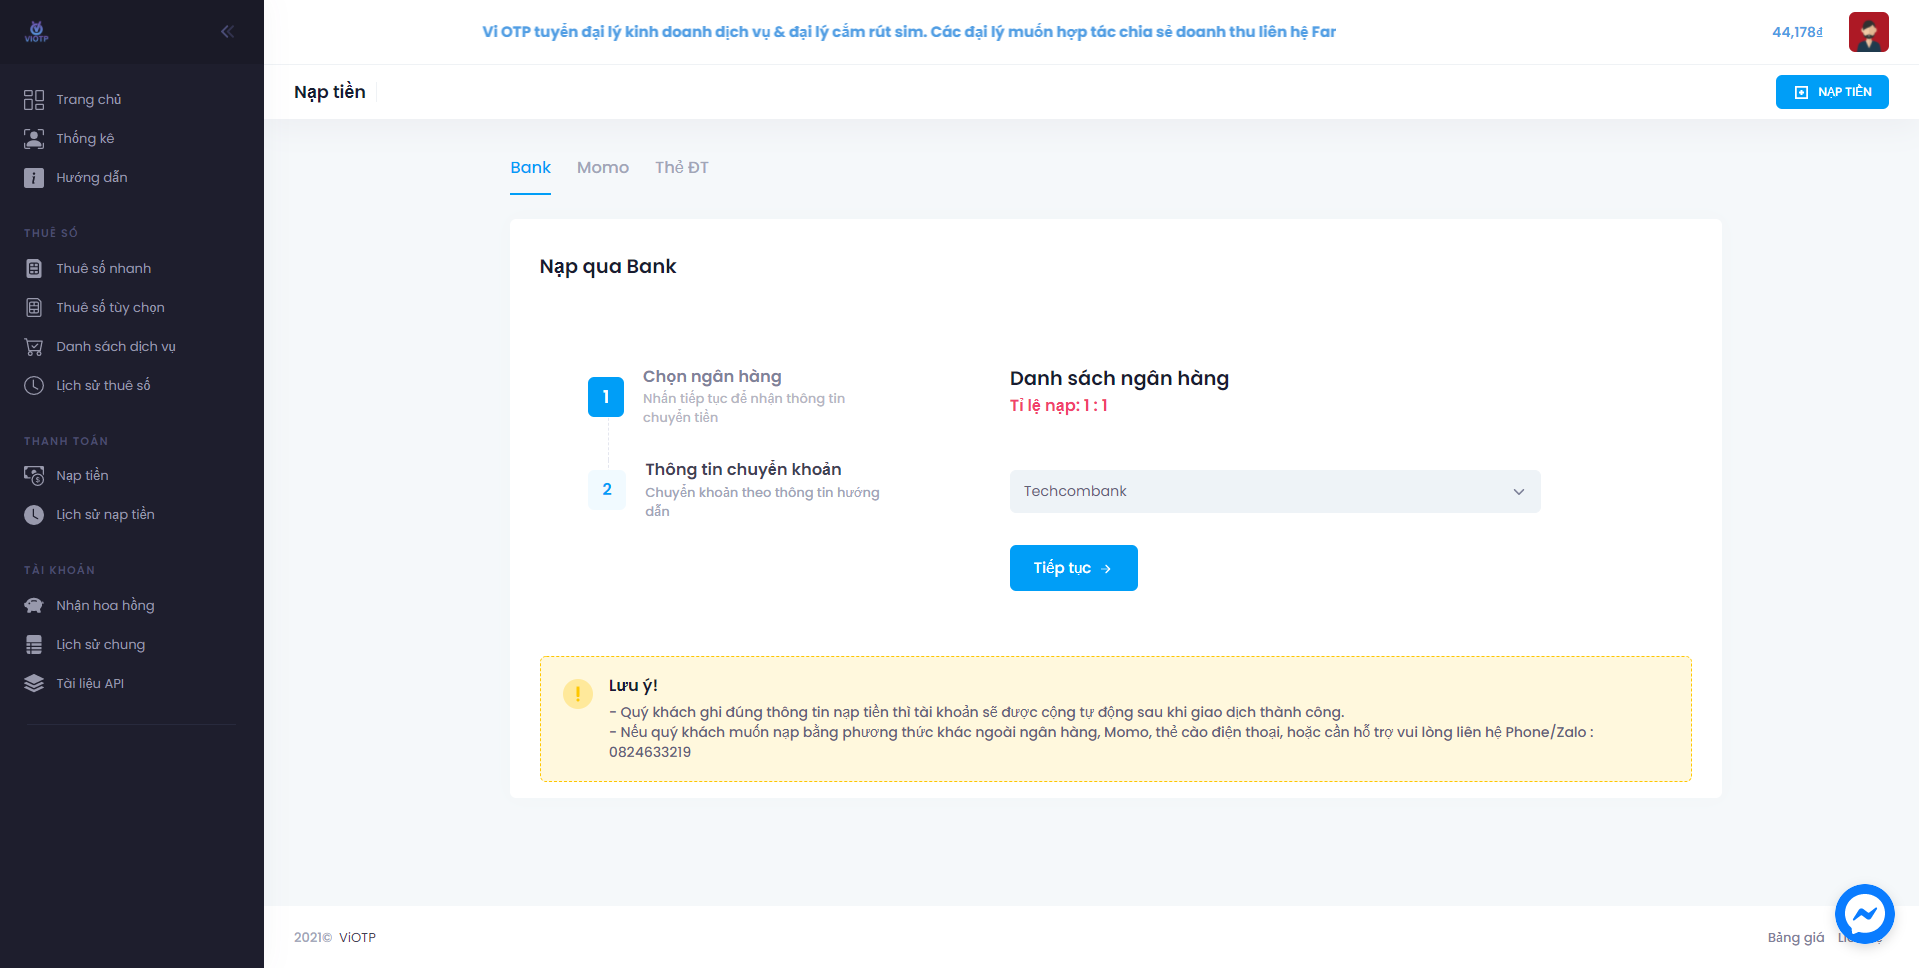 ViOTP
Vi OTP tuyển đại lý kinh doanh dịch vụ & đại lý cắm rút sim. Các đại lý muốn hợp tác chia sẻ doanh thu liên hệ Far
44,178₫
Nạp tiền
NẠP TIỀN
Trang chủ
Thống kê
Hướng dẫn
THUÊ SỐ
Thuê số nhanh
Thuê số tùy chọn
Danh sách dịch vụ
Lịch sử thuê số
THANH TOÁN
Nạp tiền
Lịch sử nạp tiền
TÀI KHOẢN
Nhận hoa hồng
Lịch sử chung
Tài liệu API
Bank Momo Thẻ ĐT
Nạp qua Bank
1
Chọn ngân hàng
Nhấn tiếp tục để nhận thông tin
chuyển tiền
2
Thông tin chuyển khoản
Chuyển khoản theo thông tin hướng
dẫn
Danh sách ngân hàng
Tỉ lệ nạp: 1 : 1
Techcombank
Tiếp tục →
Lưu ý!
- Quý khách ghi đúng thông tin nạp tiền thì tài khoản sẽ được cộng tự động sau khi giao dịch thành công.
- Nếu quý khách muốn nạp bằng phương thức khác ngoài ngân hàng, Momo, thẻ cào điện thoại, hoặc cần hỗ trợ vui lòng liên hệ Phone/Zalo :
0824633219
2021© ViOTP
Bảng giá